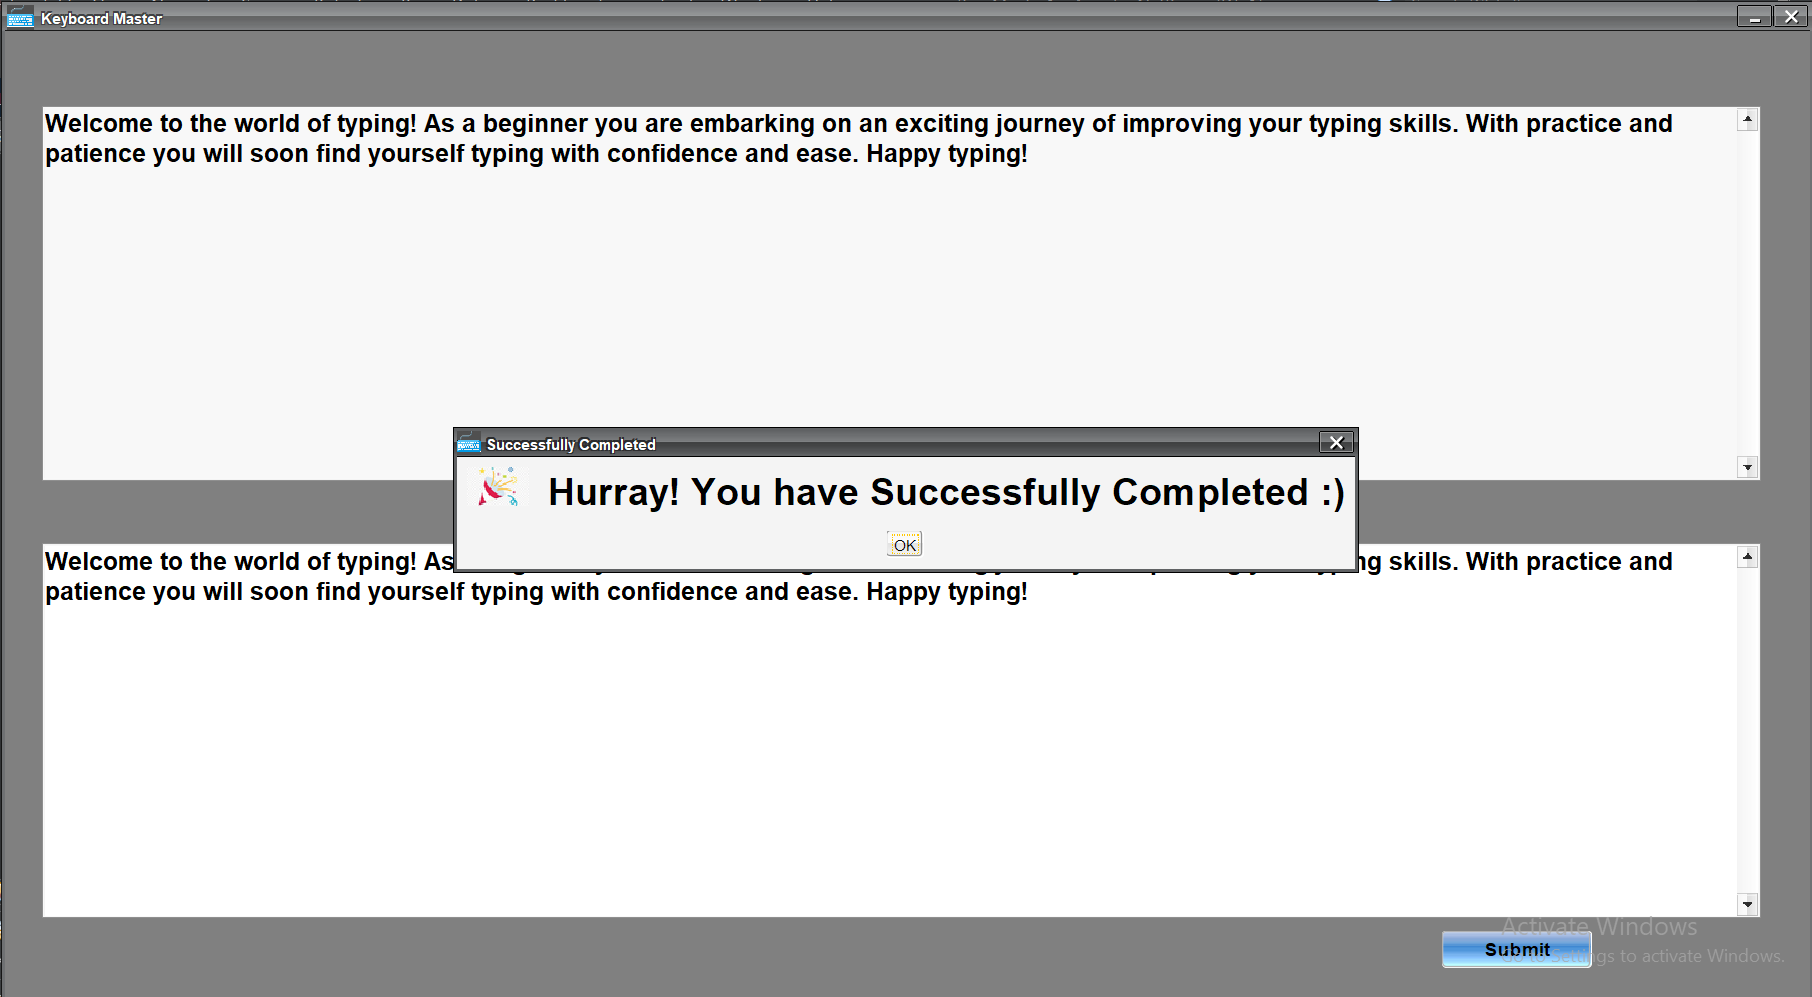 Keyboard Master
Welcome to the world of typing! As a beginner you are embarking on an exciting journey of improving your typing skills. With practice and
patience you will soon find yourself typing with confidence and ease. Happy typing!
Successfully Completed
Hurray! You have Successfully Completed :)
OK
Welcome to the world of typing! As skills. With practice and
patience you will soon find yourself typing with confidence and ease. Happy typing!
Activate Windows
Submit
to activate Windows.